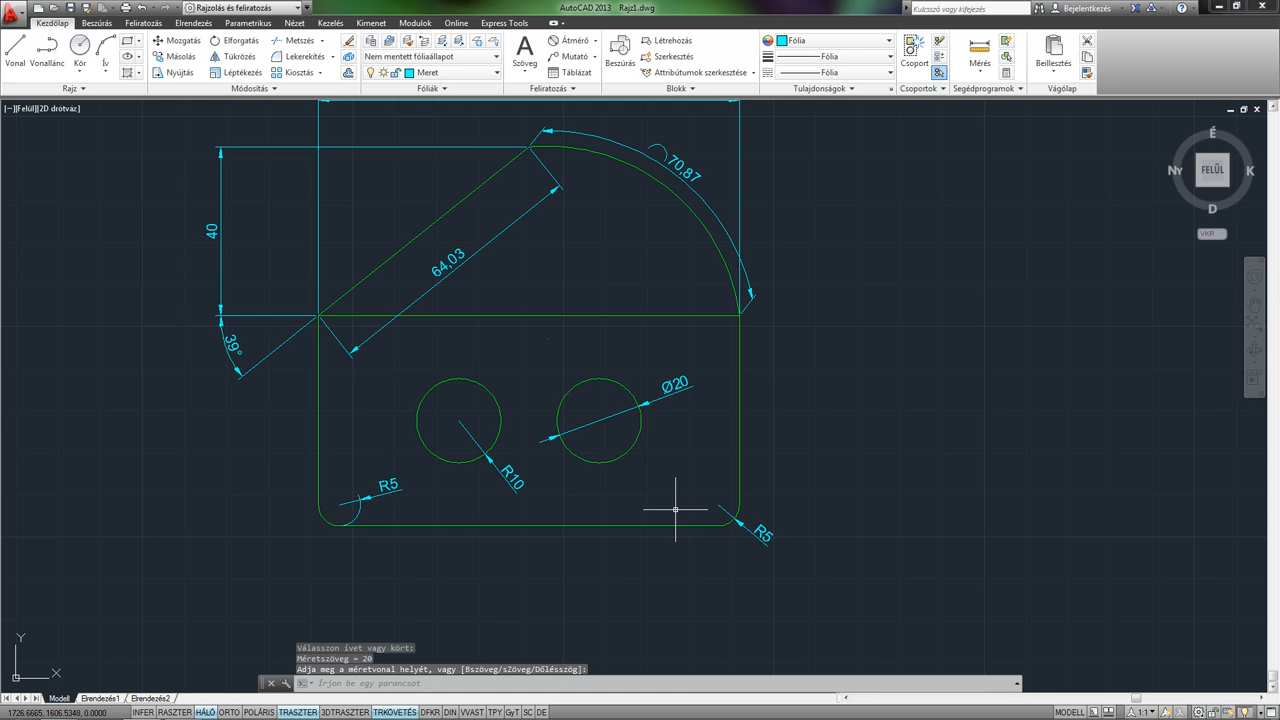 Rajzolás és feliratozás
AutoCAD 2013 Rajz1.dwg
Kulcsszó vagy kifejezés
Bejelentkezés
Kezdőlap Beszúrás Feliratozás Elrendezés Parametrikus Nézet Kezelés Kimenet Modulok Online Express Tools
Vonal
Vonallánc
Kör
Ív
Mozgatás
Elforgatás
Metszés
Másolás
Tükrözés
Lekerekítés
Nyújtás
Léptékezés
Kiosztás
Nem mentett fóliaállapot
Meret
Szöveg
Átmérő
Mutató
Táblázat
Beszúrás
Létrehozás
Szerkesztés
Attribútumok szerkesztése
Fólia
Fólia
Fólia
Csoport
Mérés
Beillesztés
Rajz Módosítás Fóliák Feliratozás Blokk Tulajdonságok Csoportok Segédprogramok Vágólap
[−][Felül][2D drótváz]
É
NY
FELÜL
K
D
VKR
70,87
40
64,03
39°
Ø20
R10
R5
R5
Y
X
Válasszon ívet vagy kört:
Méretszöveg = 20
Adja meg a méretvonal helyét, vagy [Bszöveg/sZöveg/Dőlésszög]:
Írjon be egy parancsot
Modell Elrendezés1 Elrendezés2
1726.6665, 1606.5348, 0.0000
INFER RASZTER HÁLÓ ORTO POLÁRIS TRASZTER 3DTRASZTER TRKÖVETÉS DFKR DIN VVAST TPY GyT SC DE
MODELL
1:1